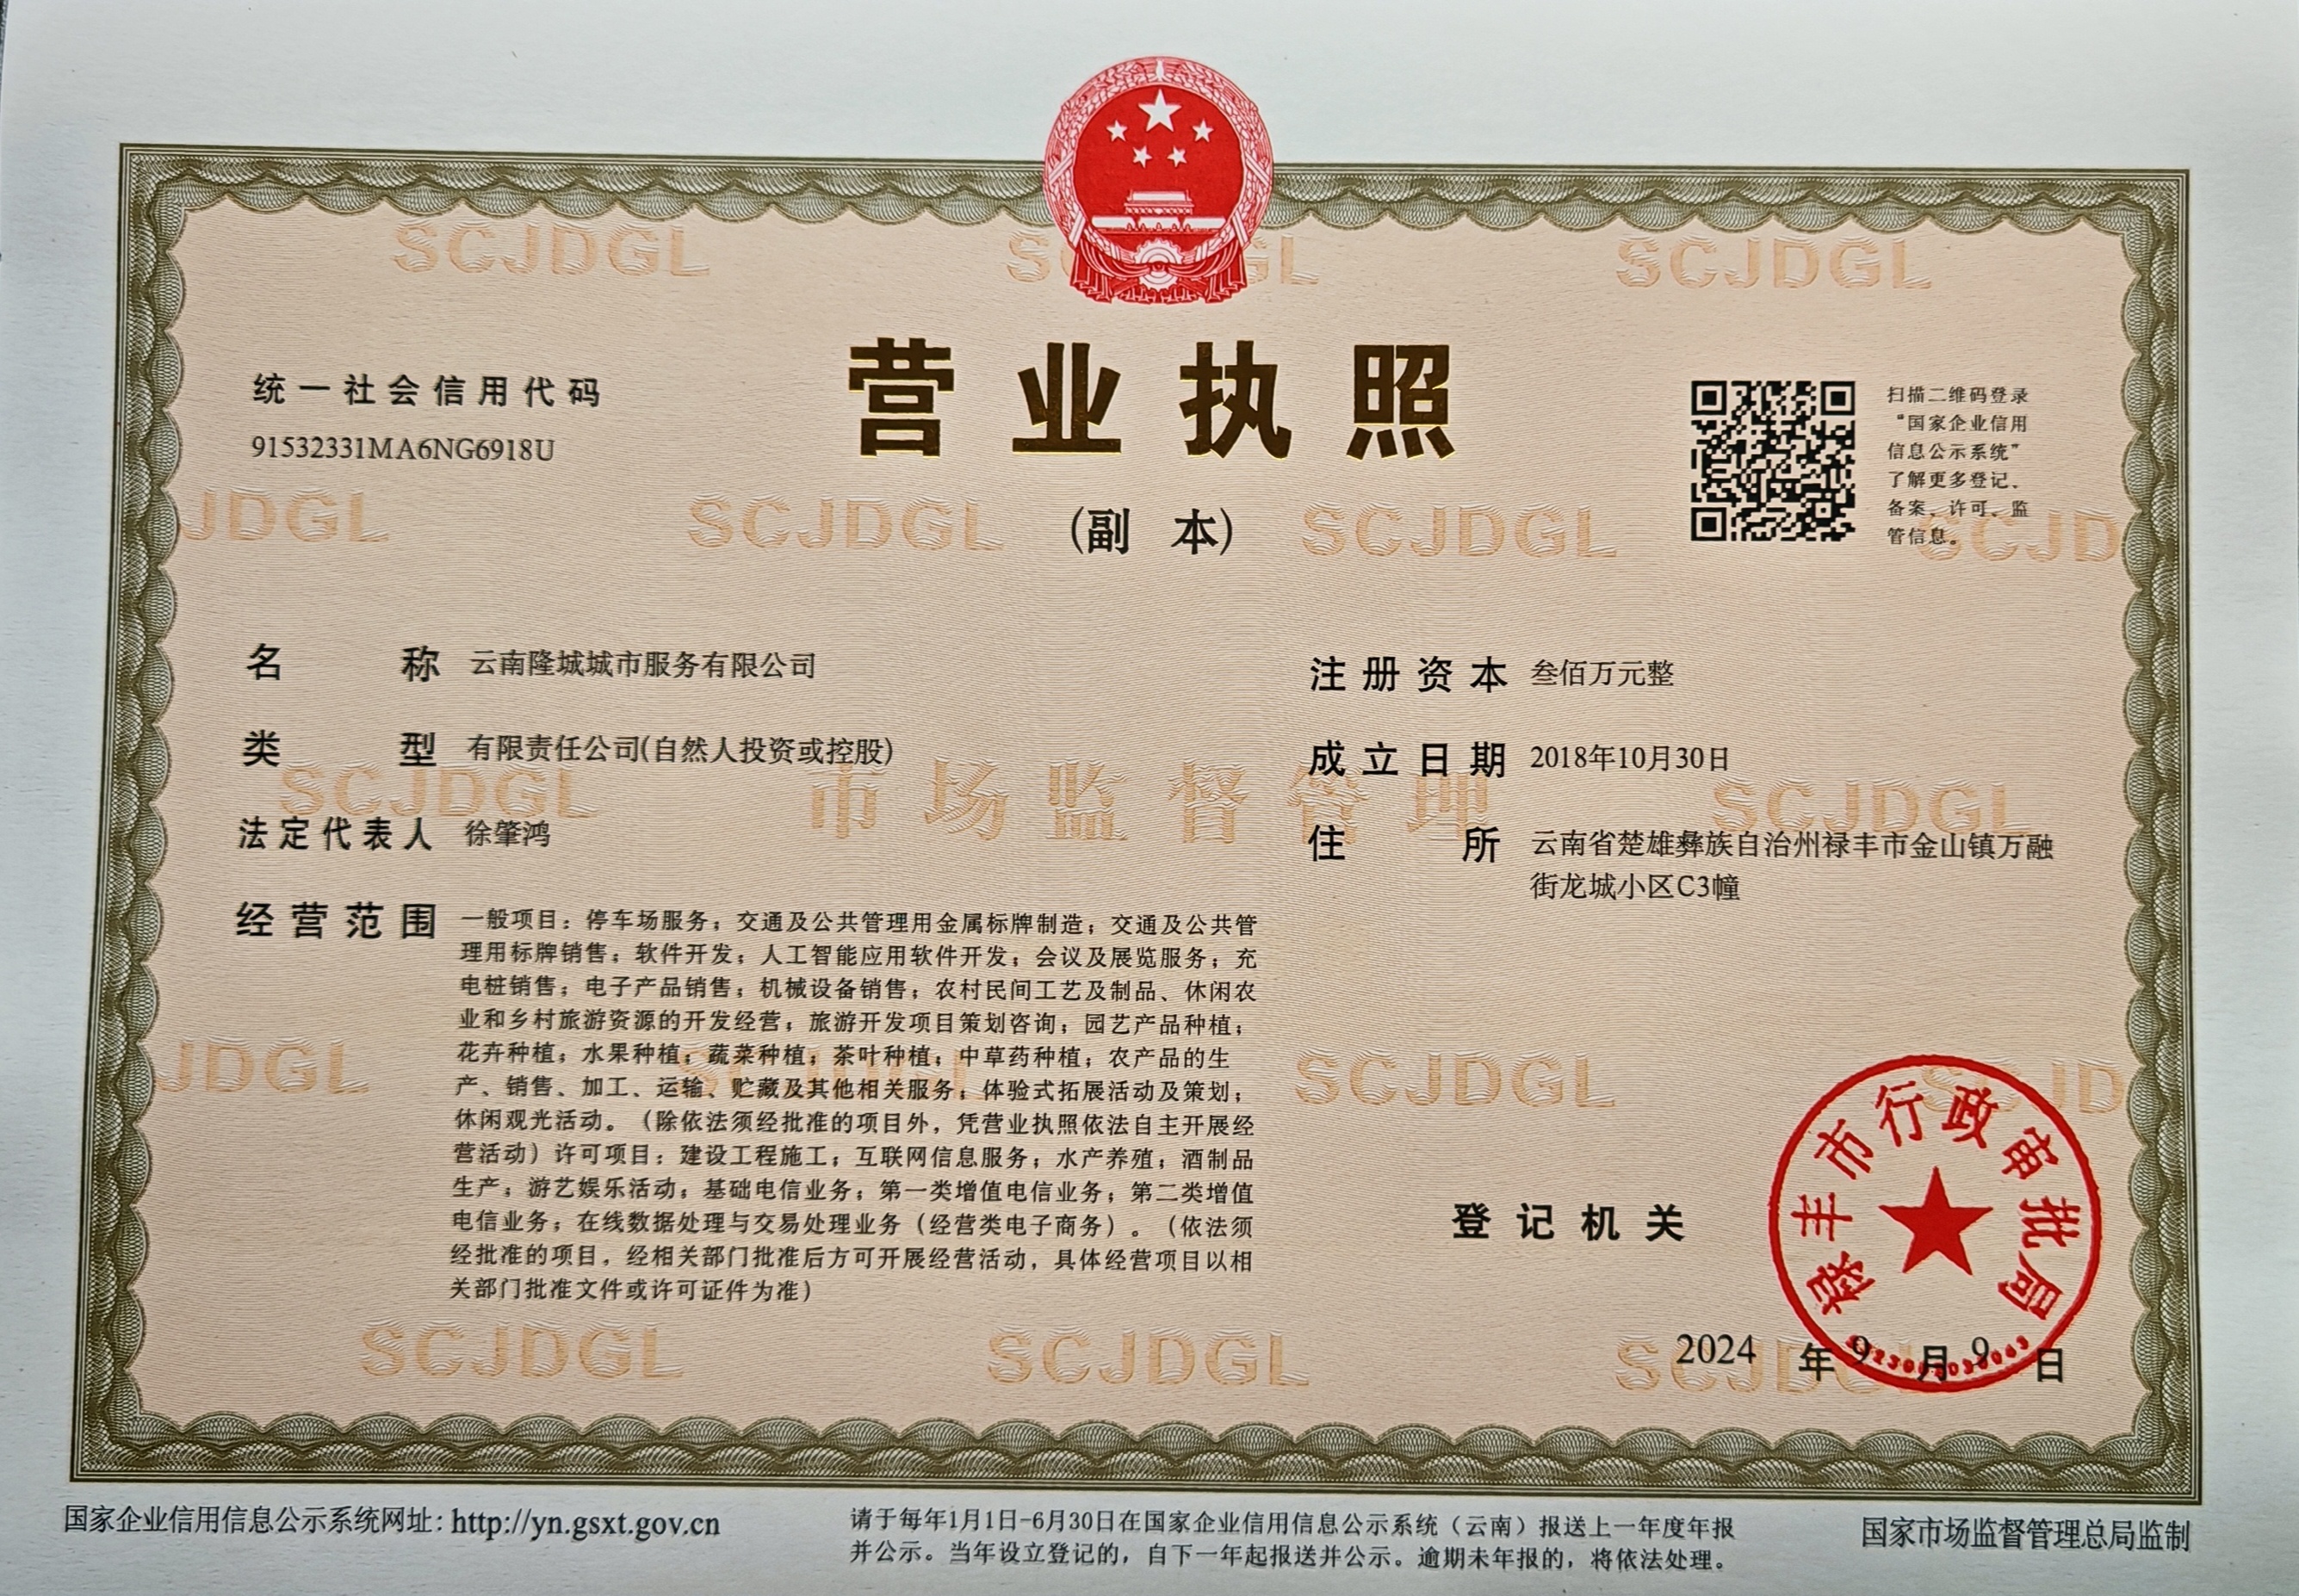 营业执照
(副 本)
统一社会信用代码
91532331MA6NG6918U
扫描二维码登录
“国家企业信用
信息公示系统”
了解更多登记、
备案、许可、监
管信息。
名 称 云南隆城城市服务有限公司
类 型 有限责任公司(自然人投资或控股)
法定代表人 徐肇鸿
经营范围 一般项目：停车场服务；交通及公共管理用金属标牌制造；交通及公共管
理用标牌销售；软件开发；人工智能应用软件开发；会议及展览服务；充
电桩销售；电子产品销售；机械设备销售；农村民间工艺及制品、休闲农
业和乡村旅游资源的开发经营；旅游开发项目策划咨询；园艺产品种植；
花卉种植；水果种植；蔬菜种植；茶叶种植；中草药种植；农产品的生
产、销售、加工、运输、贮藏及其他相关服务；体验式拓展活动及策划；
休闲观光活动。（除依法须经批准的项目外，凭营业执照依法自主开展经
营活动）许可项目：建设工程施工；互联网信息服务；水产养殖；酒制品
生产；游艺娱乐活动；基础电信业务；第一类增值电信业务；第二类增值
电信业务；在线数据处理与交易处理业务（经营类电子商务）。（依法须
经批准的项目，经相关部门批准后方可开展经营活动，具体经营项目以相
关部门批准文件或许可证件为准）
注册资本 叁佰万元整
成立日期 2018年10月30日
住 所 云南省楚雄彝族自治州禄丰市金山镇万融
街龙城小区C3幢
登记机关
禄丰市行政审批局
2024 年 9 月 9 日
市场监督管理
SCJDGL
国家企业信用信息公示系统网址：http://yn.gsxt.gov.cn
请于每年1月1日-6月30日在国家企业信用信息公示系统（云南）报送上一年度年报
并公示。当年设立登记的，自下一年起报送并公示。逾期未年报的，将依法处理。
国家市场监督管理总局监制